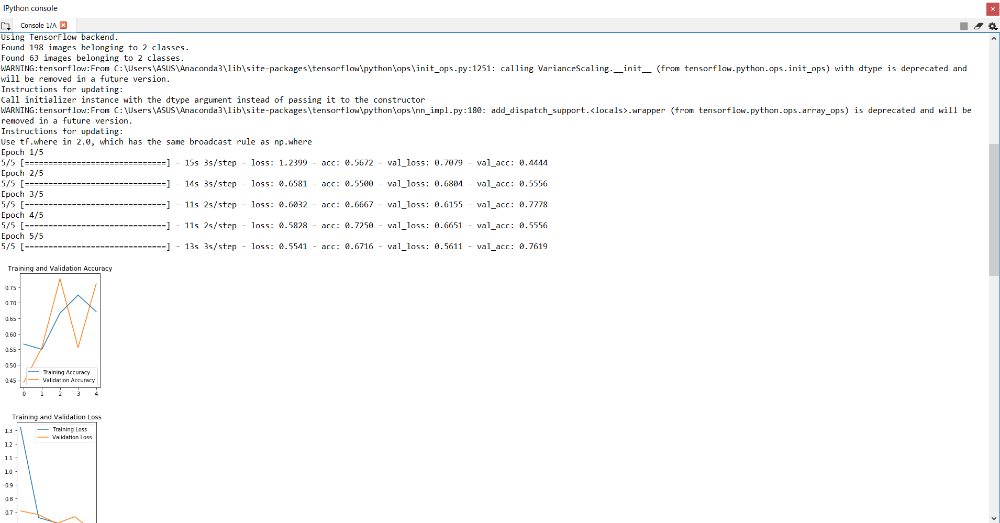 IPython console
Console 1/A
Using TensorFlow backend.
Found 198 images belonging to 2 classes.
Found 63 images belonging to 2 classes.
WARNING:tensorflow:From C:\Users\ASUS\Anaconda3\lib\site-packages\tensorflow\python\ops\init_ops.py:1251: calling VarianceScaling.__init__ (from tensorflow.python.ops.init_ops) with dtype is deprecated and
will be removed in a future version.
Instructions for updating:
Call initializer instance with the dtype argument instead of passing it to the constructor
WARNING:tensorflow:From C:\Users\ASUS\Anaconda3\lib\site-packages\tensorflow\python\ops\nn_impl.py:180: add_dispatch_support.<locals>.wrapper (from tensorflow.python.ops.array_ops) is deprecated and will be
removed in a future version.
Instructions for updating:
Use tf.where in 2.0, which has the same broadcast rule as np.where
Epoch 1/5
5/5 [==============================] - 15s 3s/step - loss: 1.2399 - acc: 0.5672 - val_loss: 0.7079 - val_acc: 0.4444
Epoch 2/5
5/5 [==============================] - 14s 3s/step - loss: 0.6581 - acc: 0.5500 - val_loss: 0.6804 - val_acc: 0.5556
Epoch 3/5
5/5 [==============================] - 11s 2s/step - loss: 0.6032 - acc: 0.6667 - val_loss: 0.6155 - val_acc: 0.7778
Epoch 4/5
5/5 [==============================] - 11s 2s/step - loss: 0.5828 - acc: 0.7250 - val_loss: 0.6651 - val_acc: 0.5556
Epoch 5/5
5/5 [==============================] - 13s 3s/step - loss: 0.5541 - acc: 0.6716 - val_loss: 0.5611 - val_acc: 0.7619
Training and Validation Accuracy
0.75
0.70
0.65
0.60
0.55
0.50
0.45
Training Accuracy
Validation Accuracy
0 1 2 3 4
Training and Validation Loss
1.3
1.2
1.1
1.0
0.9
0.8
0.7
Training Loss
Validation Loss